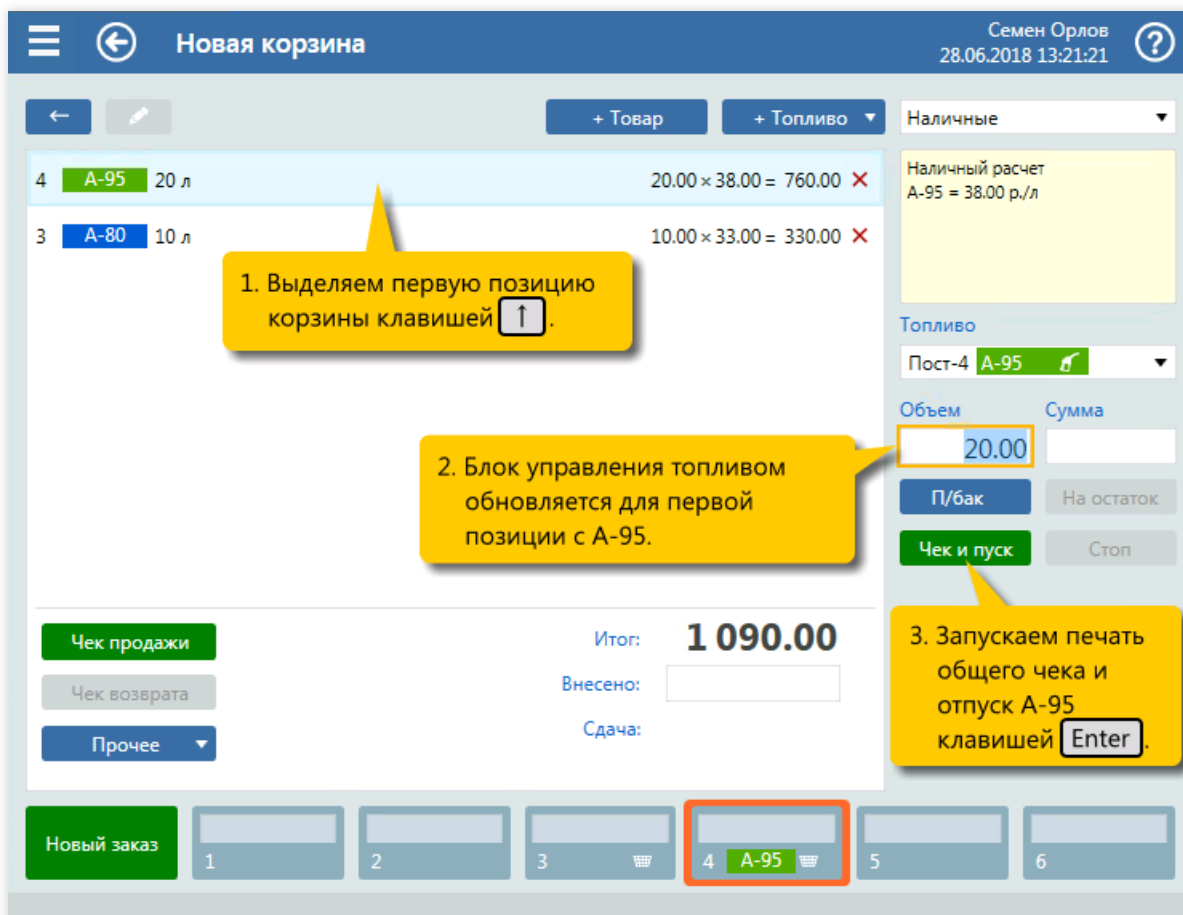 Новая корзина
Семен Орлов
28.06.2018 13:21:21
?
← + Товар + Топливо ▼ Наличные ▼
4 А-95 20 л 20.00 × 38.00 = 760.00 ×
3 А-80 10 л 10.00 × 33.00 = 330.00 ×
Наличный расчет
А-95 = 38.00 р./л
1. Выделяем первую позицию
корзины клавишей ↑.
Топливо
Пост-4 А-95 ▼
Объем Сумма
20.00
2. Блок управления топливом
обновляется для первой
позиции с А-95.
П/бак На остаток
Чек и пуск Стоп
3. Запускаем печать
общего чека и
отпуск А-95
клавишей Enter.
Чек продажи
Чек возврата
Прочее ▼
Итог: 1 090.00
Внесено:
Сдача:
Новый заказ
1 2 3 4 А-95 5 6